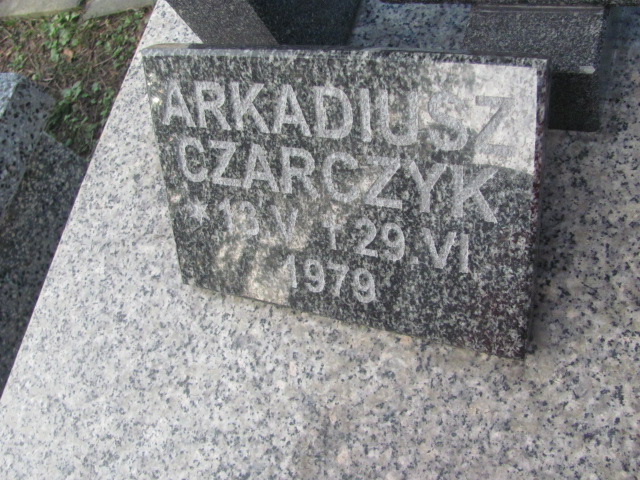 ARKADIUSZ
CZARCZYK
* 13.V. † 29.VI
1979